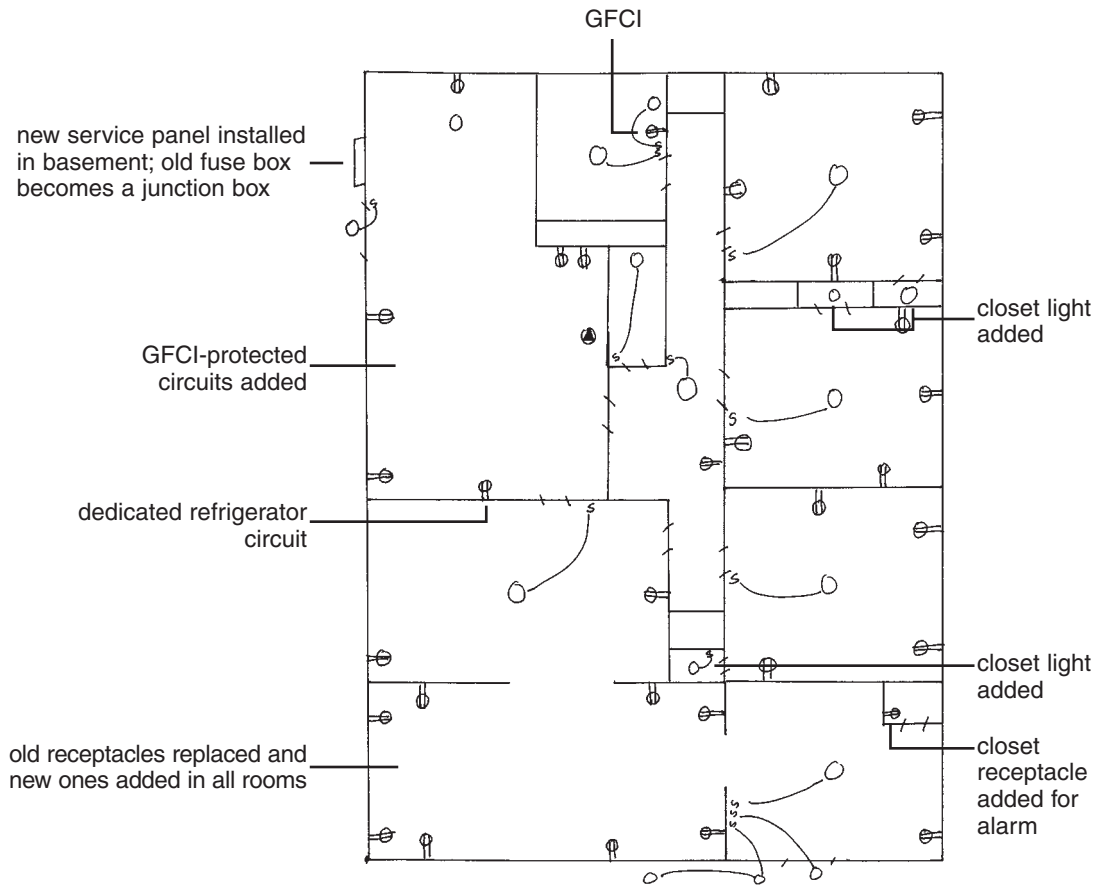 GFCI
new service panel installed
in basement; old fuse box
becomes a junction box
closet light
added
GFCI-protected
circuits added
dedicated refrigerator
circuit
closet light
added
old receptacles replaced and
new ones added in all rooms
closet
receptacle
added for
alarm
S
S
S
S
S
S
S
S
S
S
S
S
S
S